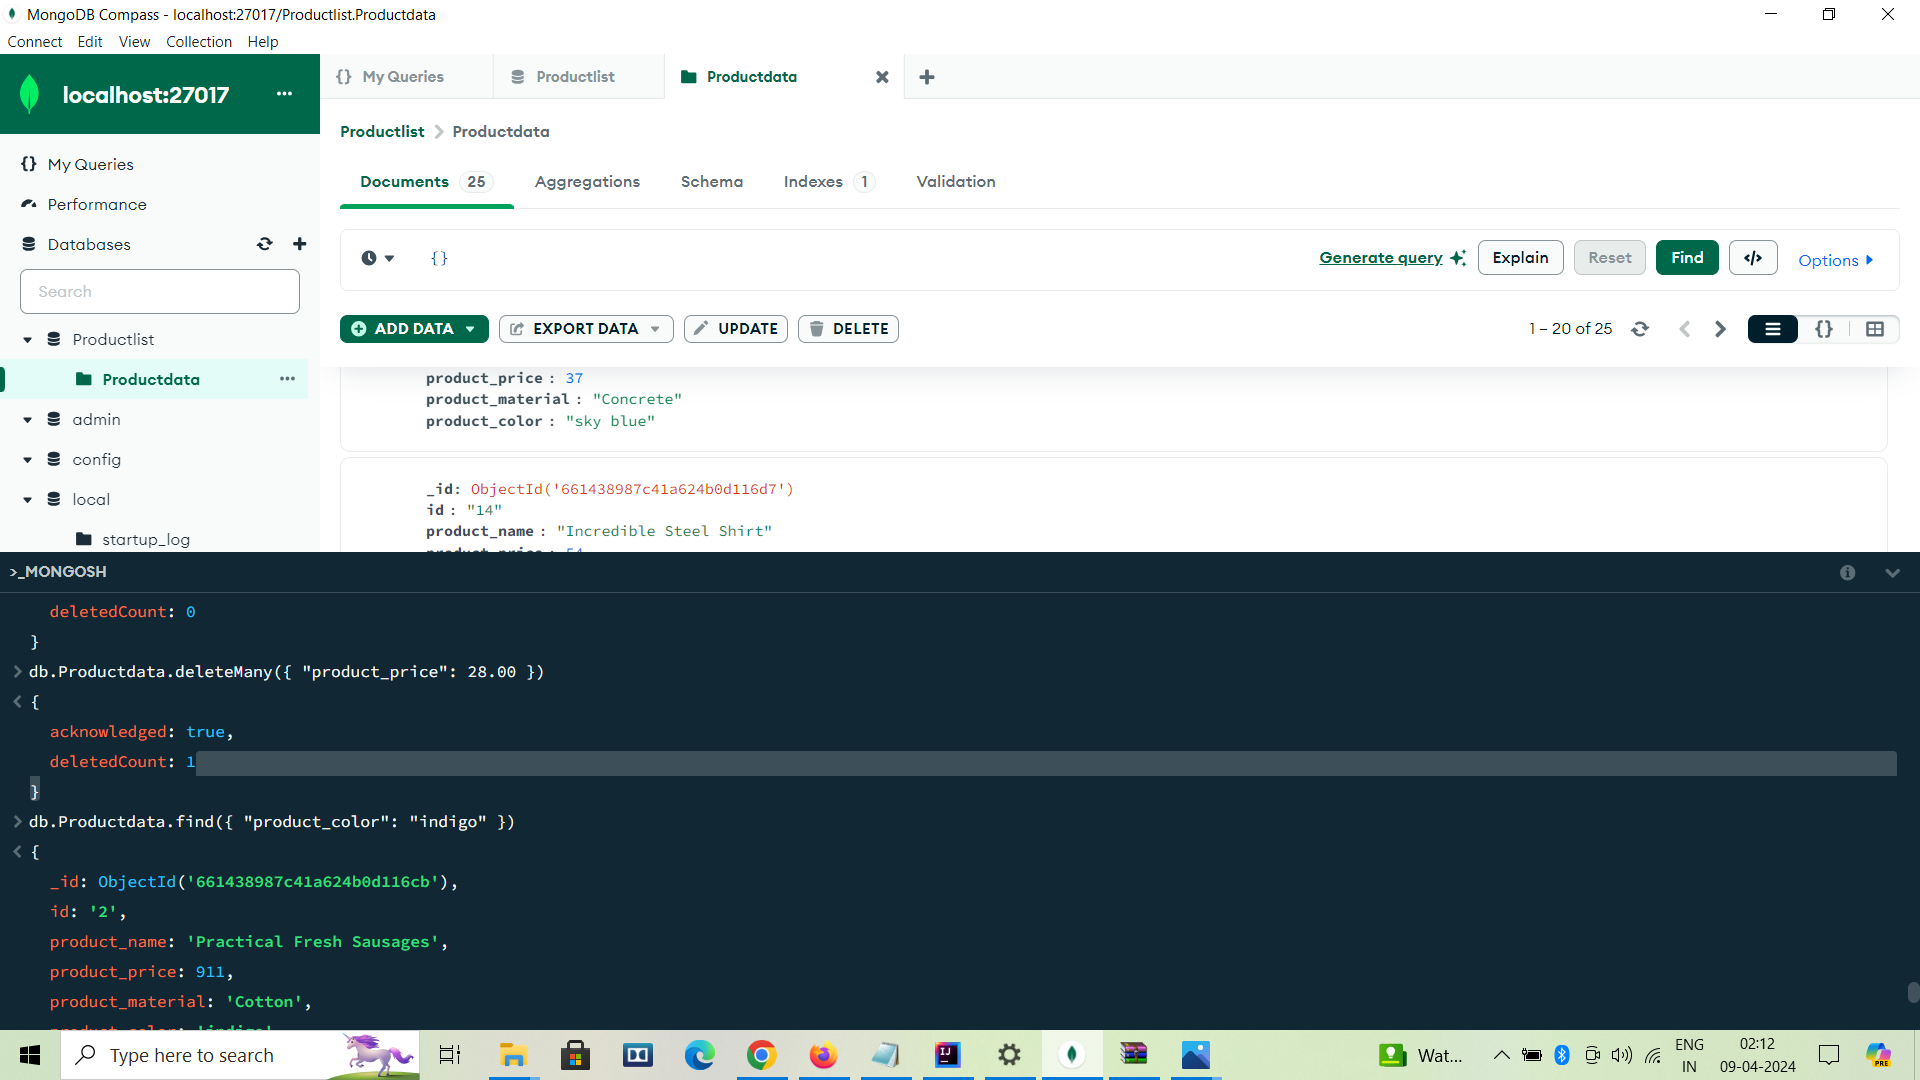 MongoDB Compass - localhost:27017/Productlist.Productdata
Connect Edit View Collection Help
localhost:27017
My Queries
Performance
Databases
Search
Productlist
Productdata
admin
config
local
startup_log
My Queries Productlist Productdata
Productlist > Productdata
Documents 25 Aggregations Schema Indexes 1 Validation
{} Generate query Explain Reset Find </> Options
ADD DATA EXPORT DATA UPDATE DELETE 1 – 20 of 25 {}
product_price : 37
product_material : "Concrete"
product_color : "sky blue"
_id: ObjectId('661438987c41a624b0d116d7')
id : "14"
product_name : "Incredible Steel Shirt"
product_price : 54
>_MONGOSH
deletedCount: 0
}
> db.Productdata.deleteMany({ "product_price": 28.00 })
< {
acknowledged: true,
deletedCount: 1
}
> db.Productdata.find({ "product_color": "indigo" })
< {
_id: ObjectId('661438987c41a624b0d116cb'),
id: '2',
product_name: 'Practical Fresh Sausages',
product_price: 911,
product_material: 'Cotton',
product_color: 'indigo'
Type here to search
Wat...
ENG
IN
02:12
09-04-2024
PRE